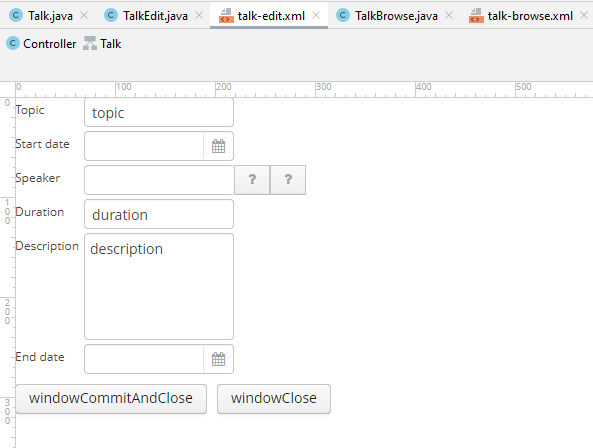 Talk.java TalkEdit.java talk-edit.xml TalkBrowse.java talk-browse.xml
Controller Talk
0 100 200 300 400 500
0
Topic topic
Start date
Speaker ? ?
100
Duration duration
Description description
200
End date
windowCommitAndClose windowClose
300